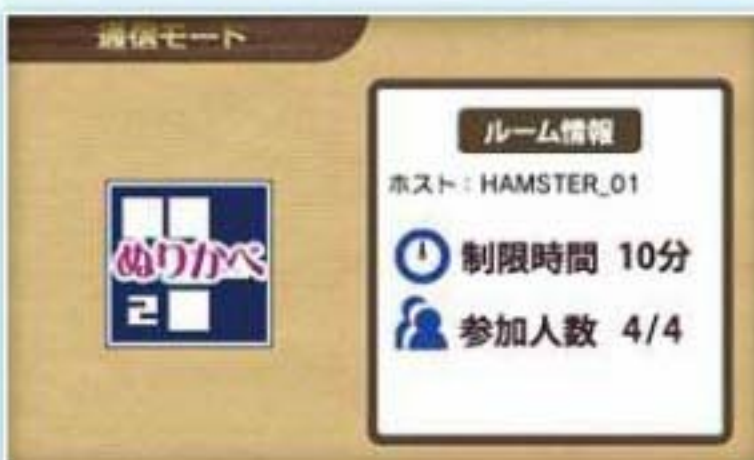 通信モード
ルーム情報
ホスト：HAMSTER_01
制限時間 10分
参加人数 4/4
ぬりかべ
2